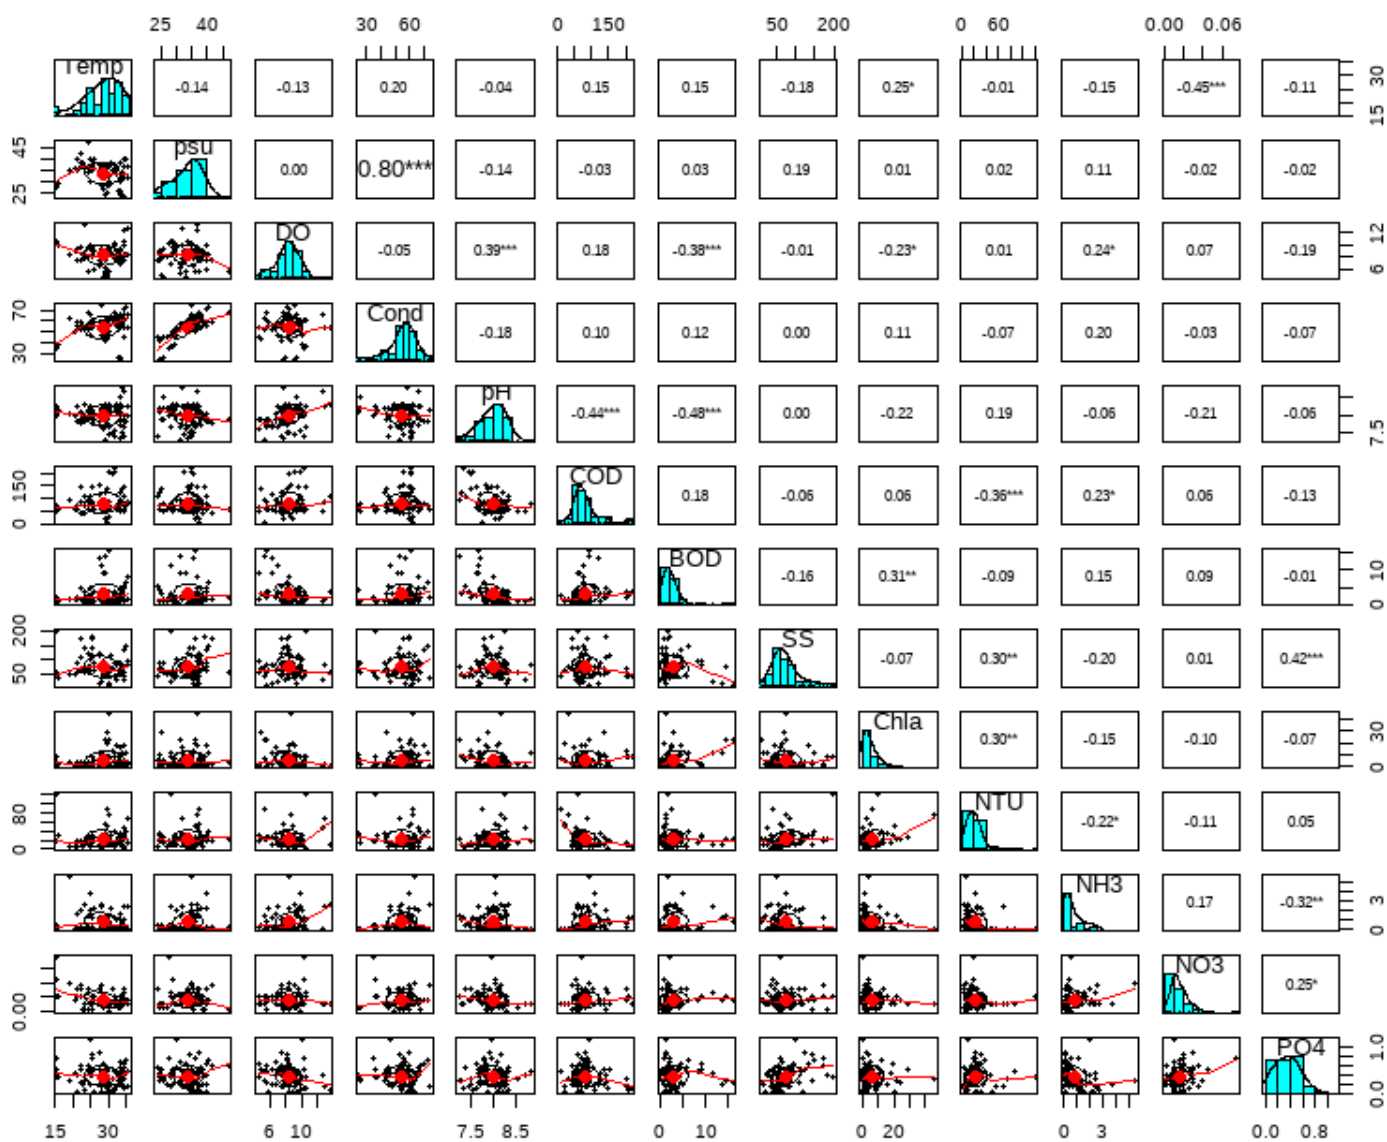 25 40 30 60 0 150 50 200 0 60 0.00 0.06
Temp -0.14 -0.13 0.20 -0.04 0.15 0.15 -0.18 0.25* -0.01 -0.15 -0.45*** -0.11 15 30
25 45 psu 0.00 0.80*** -0.14 -0.03 0.03 0.19 0.01 0.02 0.11 -0.02 -0.02
DO -0.05 0.39*** 0.18 -0.38*** -0.01 -0.23* 0.01 0.24* 0.07 -0.19 6 12
30 70 Cond -0.18 0.10 0.12 0.00 0.11 -0.07 0.20 -0.03 -0.07
pH -0.44*** -0.48*** 0.00 -0.22 0.19 -0.06 -0.21 -0.06 7.5
0 150 COD 0.18 -0.06 0.06 -0.36*** 0.23* 0.06 -0.13
BOD -0.16 0.31** -0.09 0.15 0.09 -0.01 0 10
50 200 SS -0.07 0.30** -0.20 0.01 0.42***
Chla 0.30** -0.15 -0.10 -0.07 0 30
0 80 NTU -0.22* -0.11 0.05
NH3 0.17 -0.32** 0 3
0.00 NO3 0.25*
PO4 0.0 1.0
15 30 6 10 7.5 8.5 0 10 0 20 0 3 0.0 0.8